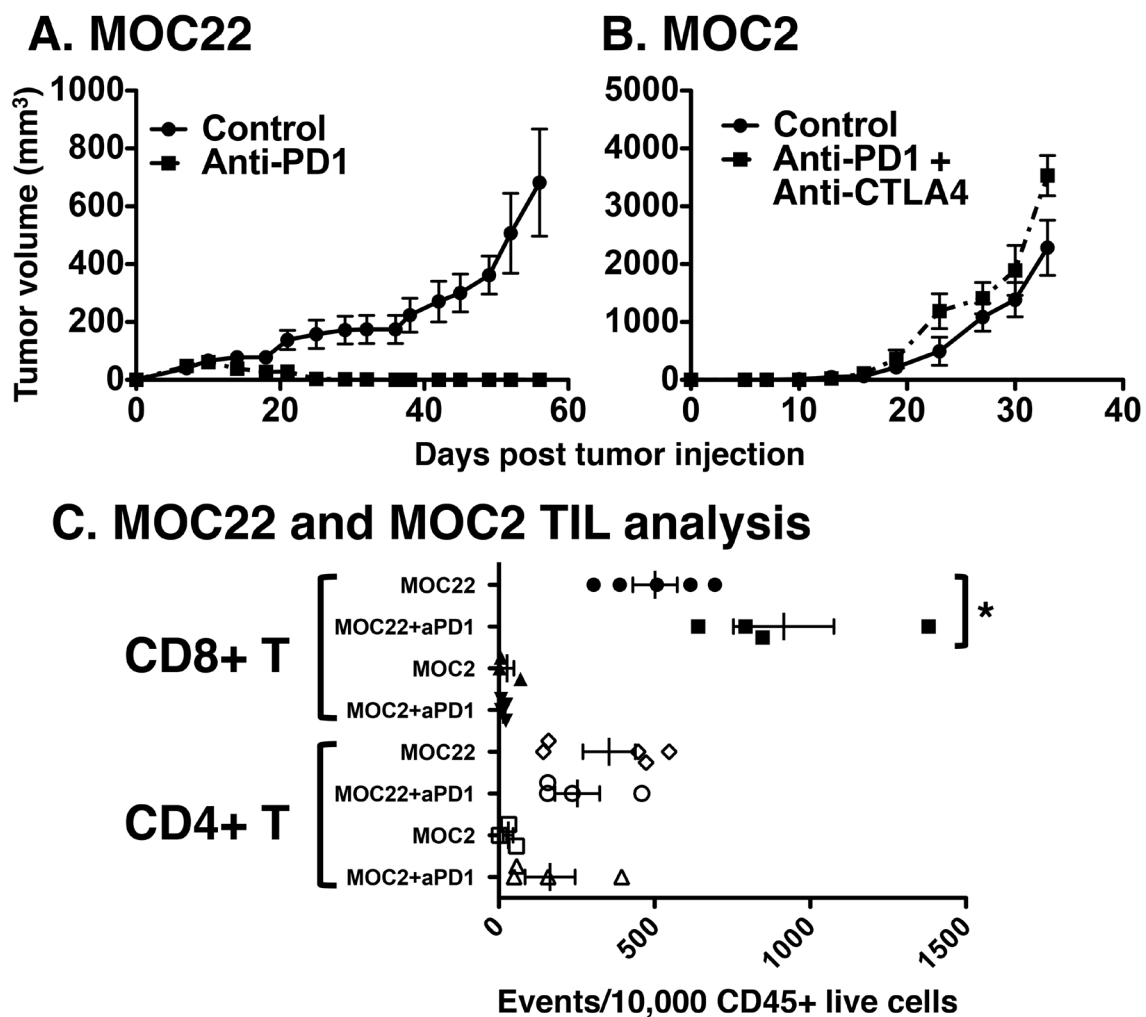 A. MOC22
B. MOC2
Tumor volume (mm³)
1000
800
600
400
200
0
Control
Anti-PD1
0
20
40
60
5000
4000
3000
2000
1000
0
Control
Anti-PD1 +
Anti-CTLA4
0
10
20
30
40
Days post tumor injection
C. MOC22 and MOC2 TIL analysis
CD8+ T
MOC22
MOC22+aPD1
MOC2
MOC2+aPD1
*
CD4+ T
MOC22
MOC22+aPD1
MOC2
MOC2+aPD1
0
500
1000
1500
Events/10,000 CD45+ live cells